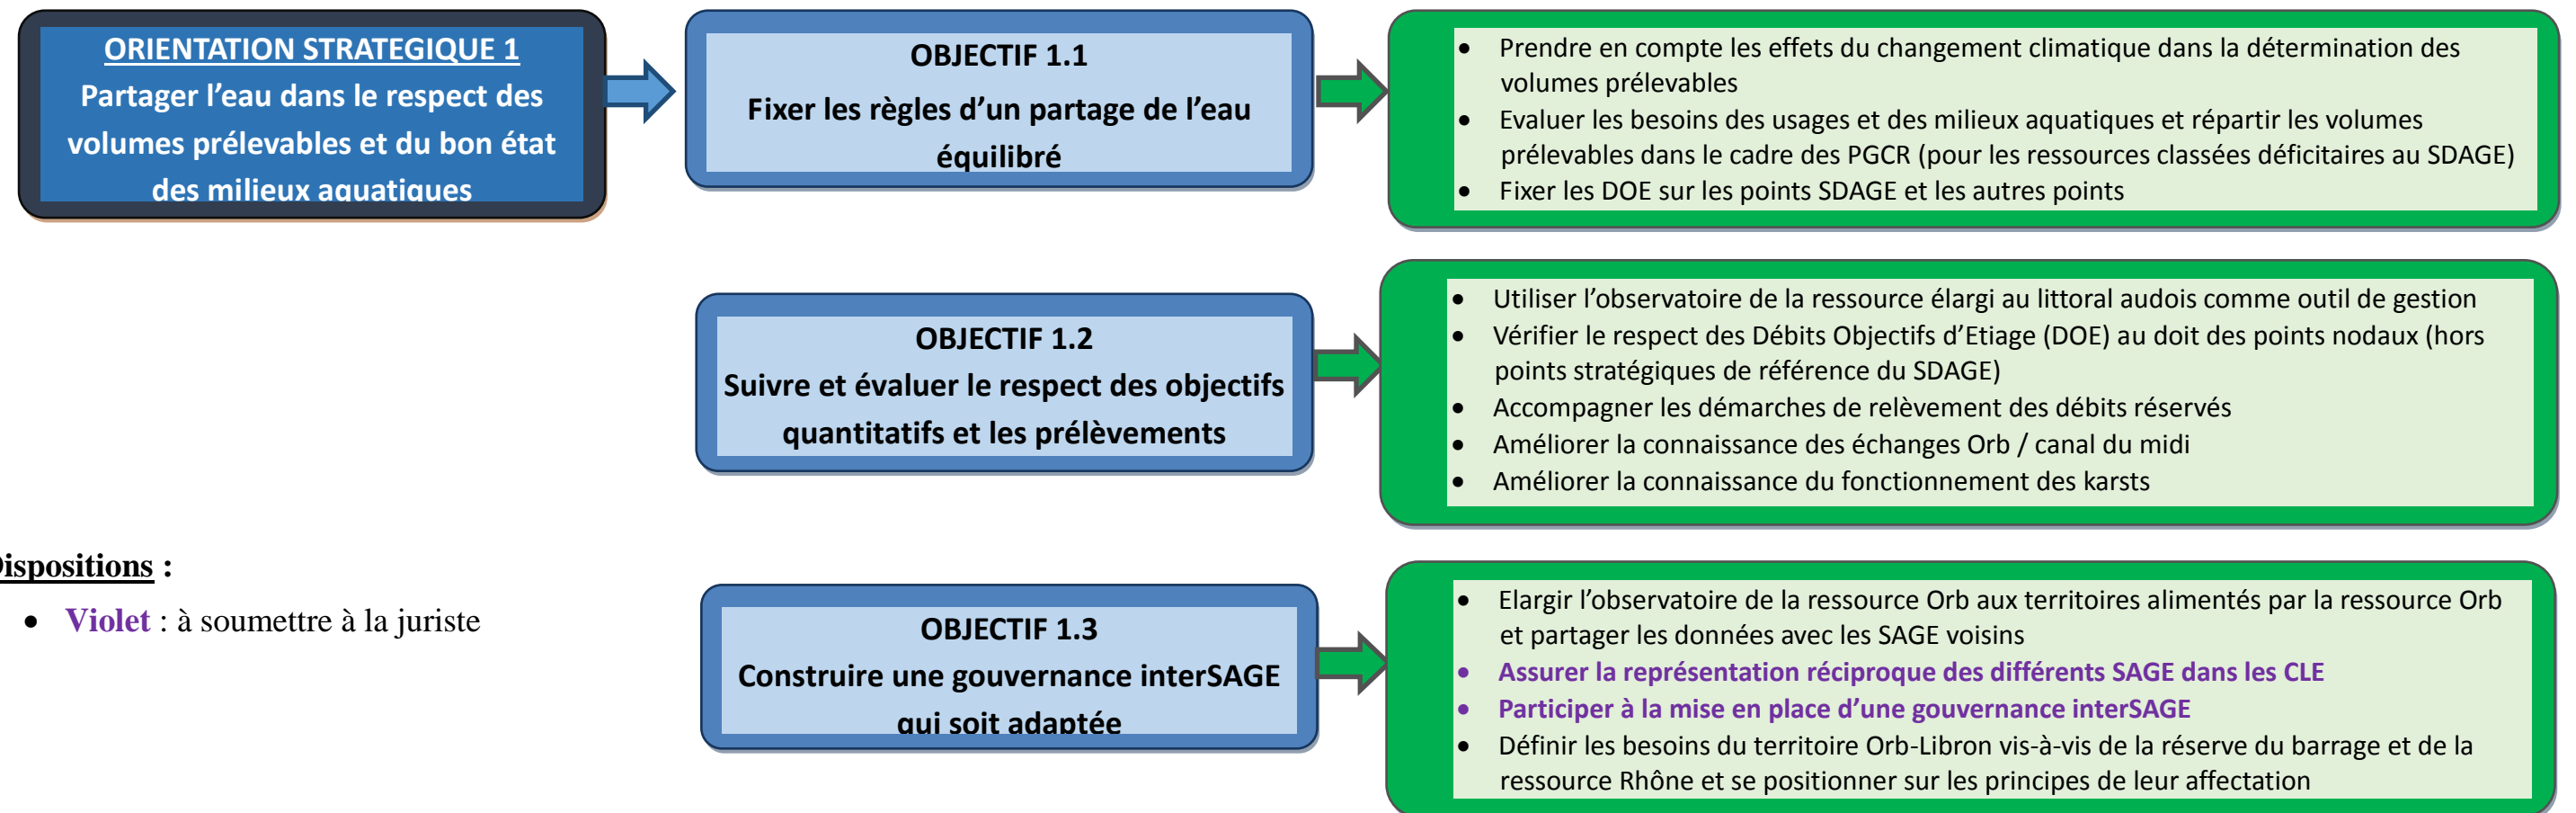 ORIENTATION STRATEGIQUE 1
Partager l’eau dans le respect des
volumes prélevables et du bon état
des milieux aquatiques
OBJECTIF 1.1
Fixer les règles d’un partage de l’eau
équilibré
• Prendre en compte les effets du changement climatique dans la détermination des
volumes prélevables
• Evaluer les besoins des usages et des milieux aquatiques et répartir les volumes
prélevables dans le cadre des PGCR (pour les ressources classées déficitaires au SDAGE)
• Fixer les DOE sur les points SDAGE et les autres points
OBJECTIF 1.2
Suivre et évaluer le respect des objectifs
quantitatifs et les prélèvements
• Utiliser l’observatoire de la ressource élargi au littoral audois comme outil de gestion
• Vérifier le respect des Débits Objectifs d’Etiage (DOE) au doit des points nodaux (hors
points stratégiques de référence du SDAGE)
• Accompagner les démarches de relèvement des débits réservés
• Améliorer la connaissance des échanges Orb / canal du midi
• Améliorer la connaissance du fonctionnement des karsts
Dispositions :
• Violet : à soumettre à la juriste
OBJECTIF 1.3
Construire une gouvernance interSAGE
qui soit adaptée
• Elargir l’observatoire de la ressource Orb aux territoires alimentés par la ressource Orb
et partager les données avec les SAGE voisins
• Assurer la représentation réciproque des différents SAGE dans les CLE
• Participer à la mise en place d’une gouvernance interSAGE
• Définir les besoins du territoire Orb-Libron vis-à-vis de la réserve du barrage et de la
ressource Rhône et se positionner sur les principes de leur affectation